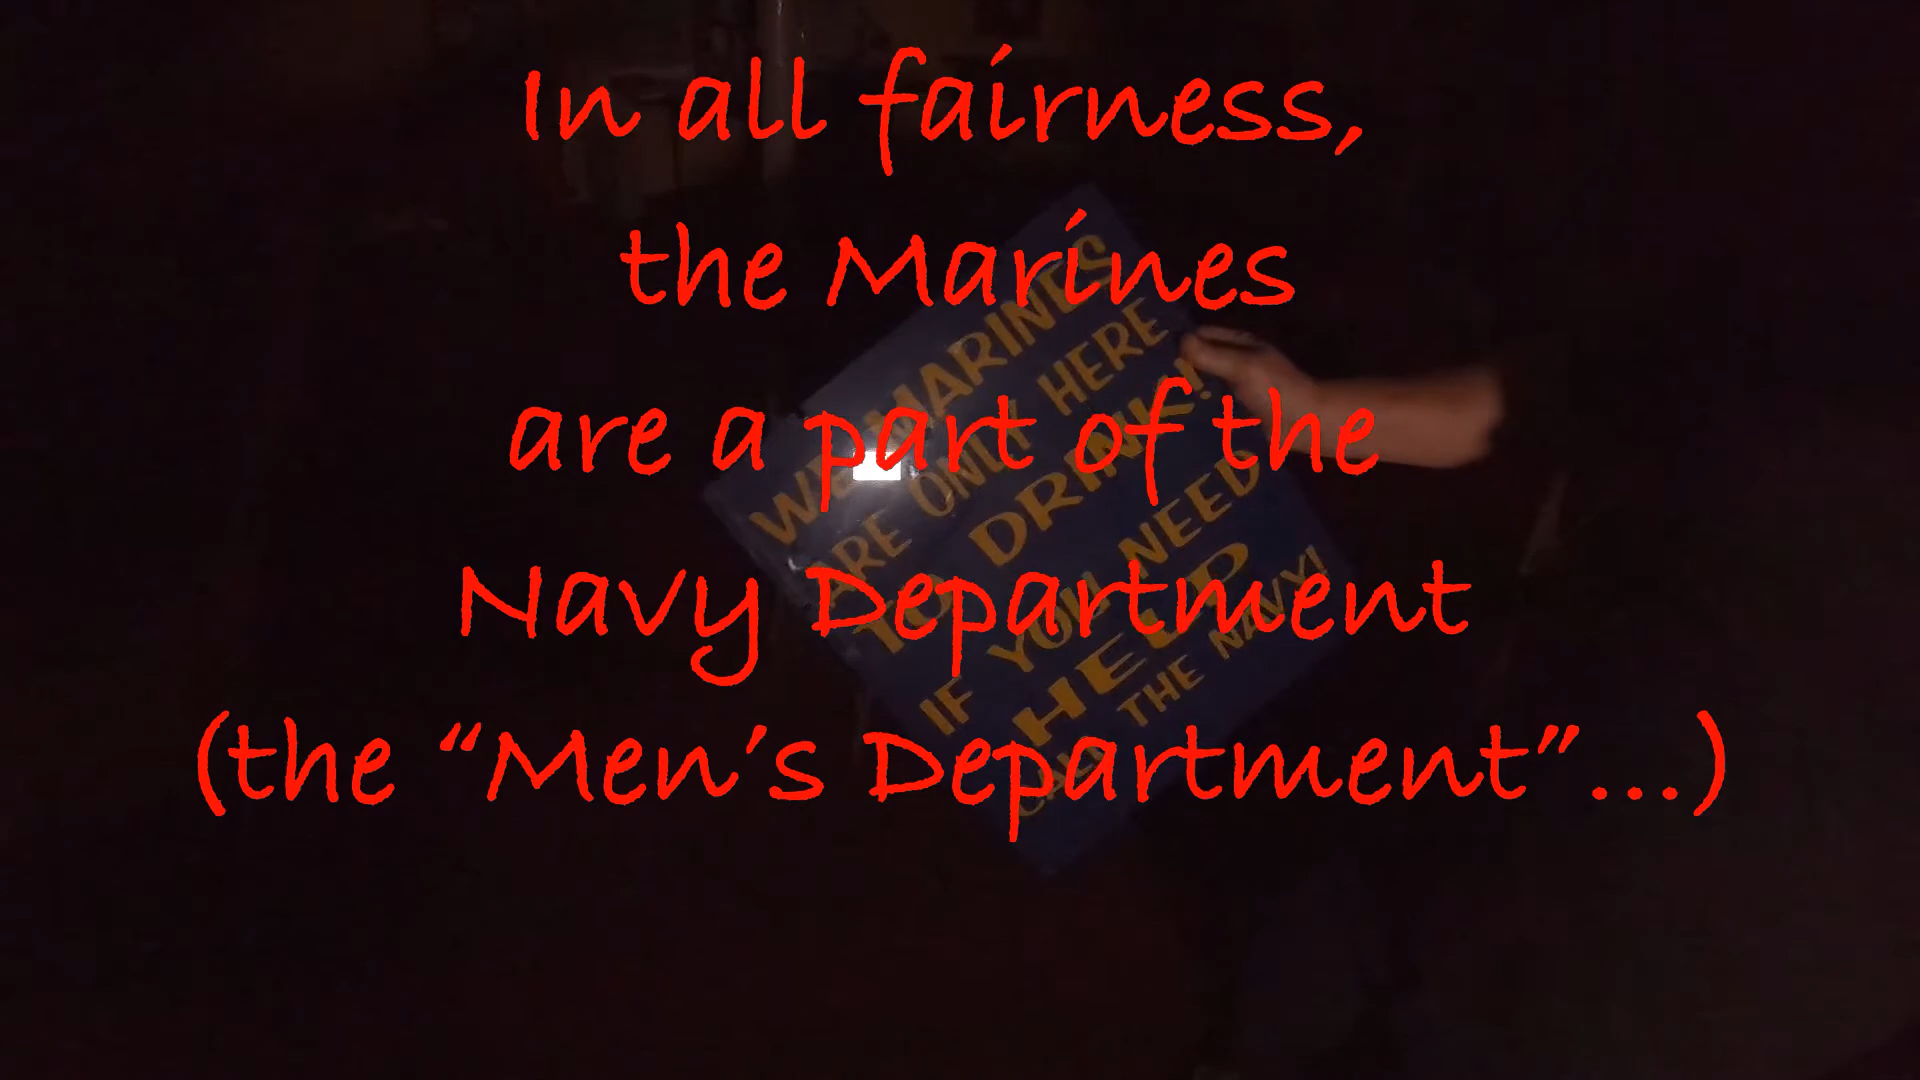 In all fairness,
the Marines
are a part of the
Navy Department
(the “Men’s Department”...)
WE MARINES
ARE ONLY HERE
TO DRINK!
IF YOU NEED
HELP
CALL THE NAVY!